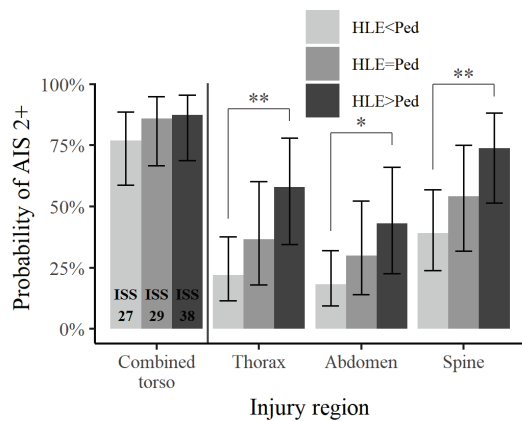 HLE<Ped
HLE=Ped
HLE>Ped
Probability of AIS 2+
100%
75%
50%
25%
0%
** * **
ISS ISS ISS
27 29 38
Combined torso
Thorax
Abdomen
Spine
Injury region